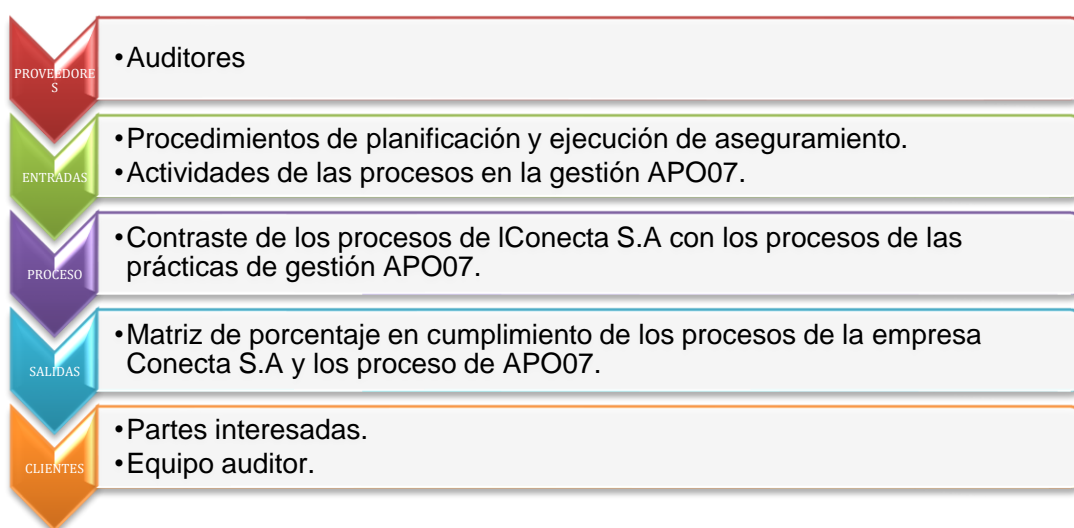 PROVEEDORE
S
•Auditores
ENTRADAS
•Procedimientos de planificación y ejecución de aseguramiento.
•Actividades de las procesos en la gestión APO07.
PROCESO
•Contraste de los procesos de lConecta S.A con los procesos de las
prácticas de gestión APO07.
SALIDAS
•Matriz de porcentaje en cumplimiento de los procesos de la empresa
Conecta S.A y los proceso de APO07.
CLIENTES
•Partes interesadas.
•Equipo auditor.